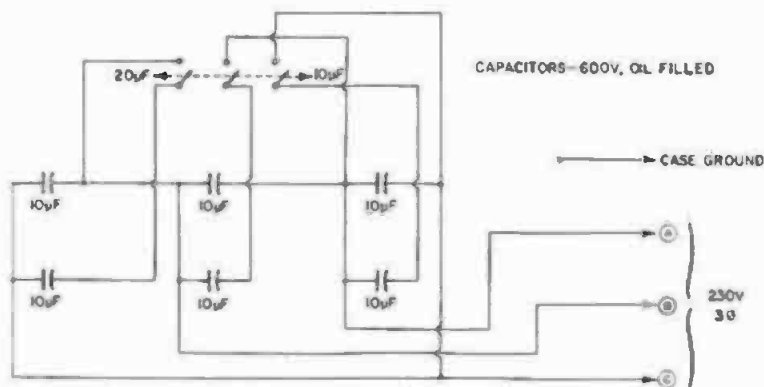 20µF
10µF
CAPACITORS-600V, OIL FILLED
CASE GROUND
10µF
10µF
10µF
A
10µF
10µF
10µF
B
230V
3Ø
C